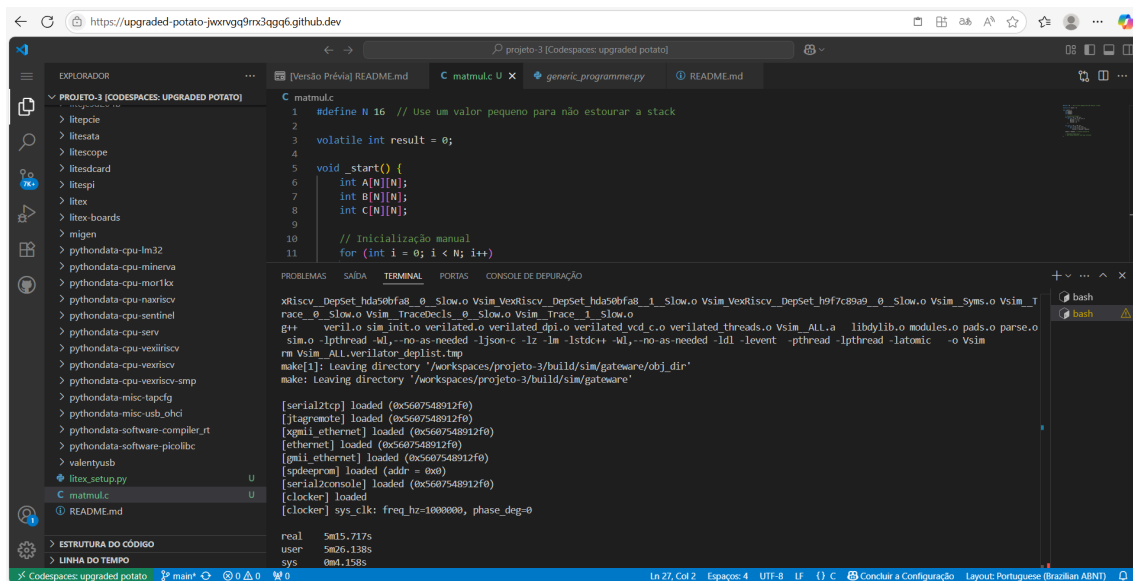 https://upgraded-potato-jwxrvgq9rrx3qgq6.github.dev
projeto-3 [Codespaces: upgraded potato]
EXPLORADOR
PROJETO-3 [CODESPACES: UPGRADED POTATO]
litepcie
litesata
litescope
litesdcard
litespi
litex
litex-boards
migen
pythondata-cpu-lm32
pythondata-cpu-minerva
pythondata-cpu-mor1kx
pythondata-cpu-naxriscv
pythondata-cpu-sentinel
pythondata-cpu-serv
pythondata-cpu-vexiiriscv
pythondata-cpu-vexriscv
pythondata-cpu-vexriscv-smp
pythondata-misc-tapcfg
pythondata-misc-usb_ohci
pythondata-software-compiler_rt
pythondata-software-picolibc
valentyusb
litex_setup.py U
C matmul.c U
README.md
ESTRUTURA DO CÓDIGO
LINHA DO TEMPO
7K+
1
[Versão Prévia] README.md C matmul.c U generic_programmer.py README.md
C matmul.c
1 #define N 16 // Use um valor pequeno para não estourar a stack
2
3 volatile int result = 0;
4
5 void _start() {
6 int A[N][N];
7 int B[N][N];
8 int C[N][N];
9
10 // Inicialização manual
11 for (int i = 0; i < N; i++)
PROBLEMAS SAÍDA TERMINAL PORTAS CONSOLE DE DEPURAÇÃO
xRiscv__DepSet_hda50bfa8__0__Slow.o Vsim_VexRiscv__DepSet_hda50bfa8__1__Slow.o Vsim_VexRiscv__DepSet_h9f7c89a9__0__Slow.o Vsim__Syms.o Vsim__T
race__0__Slow.o Vsim__TraceDecls__0__Slow.o Vsim__Trace__1__Slow.o
g++ veril.o sim_init.o verilated.o verilated_dpi.o verilated_vcd_c.o verilated_threads.o Vsim__ALL.a libdylib.o modules.o pads.o parse.o
sim.o -lpthread -Wl,--no-as-needed -ljson-c -lz -lm -lstdc++ -Wl,--no-as-needed -ldl -levent -pthread -lpthread -latomic -o Vsim
rm Vsim__ALL.verilator_deplist.tmp
make[1]: Leaving directory '/workspaces/projeto-3/build/sim/gateware/obj_dir'
make: Leaving directory '/workspaces/projeto-3/build/sim/gateware'
[serial2tcp] loaded (0x5607548912f0)
[jtagremote] loaded (0x5607548912f0)
[xgmii_ethernet] loaded (0x5607548912f0)
[ethernet] loaded (0x5607548912f0)
[gmii_ethernet] loaded (0x5607548912f0)
[spdeeprom] loaded (addr = 0x0)
[serial2console] loaded (0x5607548912f0)
[clocker] loaded
[clocker] sys_clk: freq_hz=1000000, phase_deg=0
real 5m15.717s
user 5m26.138s
sys 0m4.158s
bash
bash
Codespaces: upgraded potato main* 0 0 0 Ln 27, Col 2 Espaços: 4 UTF-8 LF {} C Concluir a Configuração Layout: Portuguese (Brazilian ABNT)